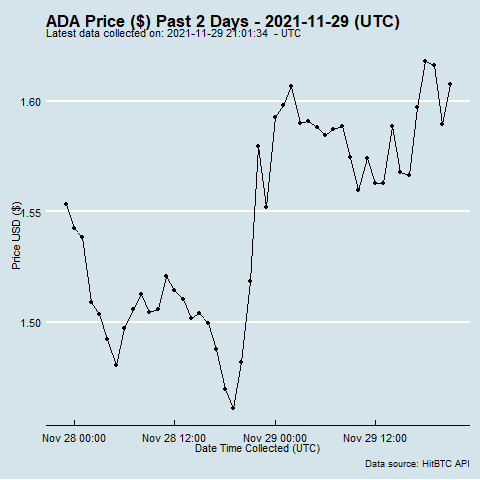 ADA Price ($) Past 2 Days - 2021-11-29 (UTC)
Latest data collected on: 2021-11-29 21:01:34 - UTC
1.60
1.55
1.50
Price USD ($)
Nov 28 00:00 Nov 28 12:00 Nov 29 00:00 Nov 29 12:00
Date Time Collected (UTC)
Data source: HitBTC API